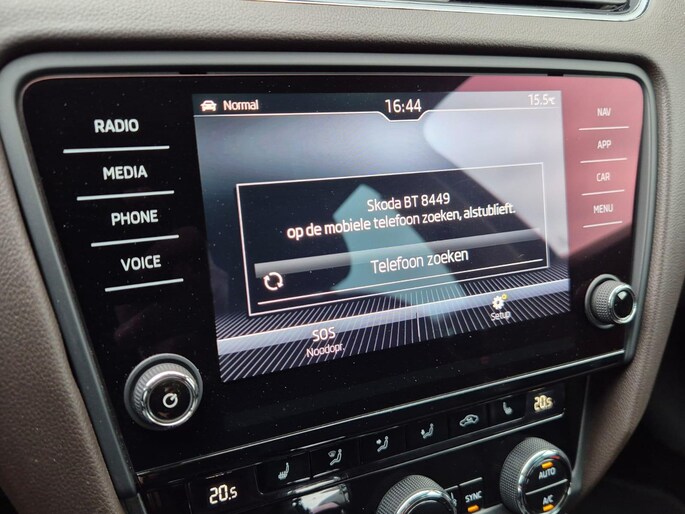 Normal
16:44
15.5°C
RADIO
MEDIA
PHONE
VOICE
NAV
APP
CAR
MENU
Skoda BT 8449
op de mobiele telefoon zoeken, alstublieft.
Telefoon zoeken
SOS
Noodopr.
Setup
20.5
20.5
SYNC
AUTO
A/C